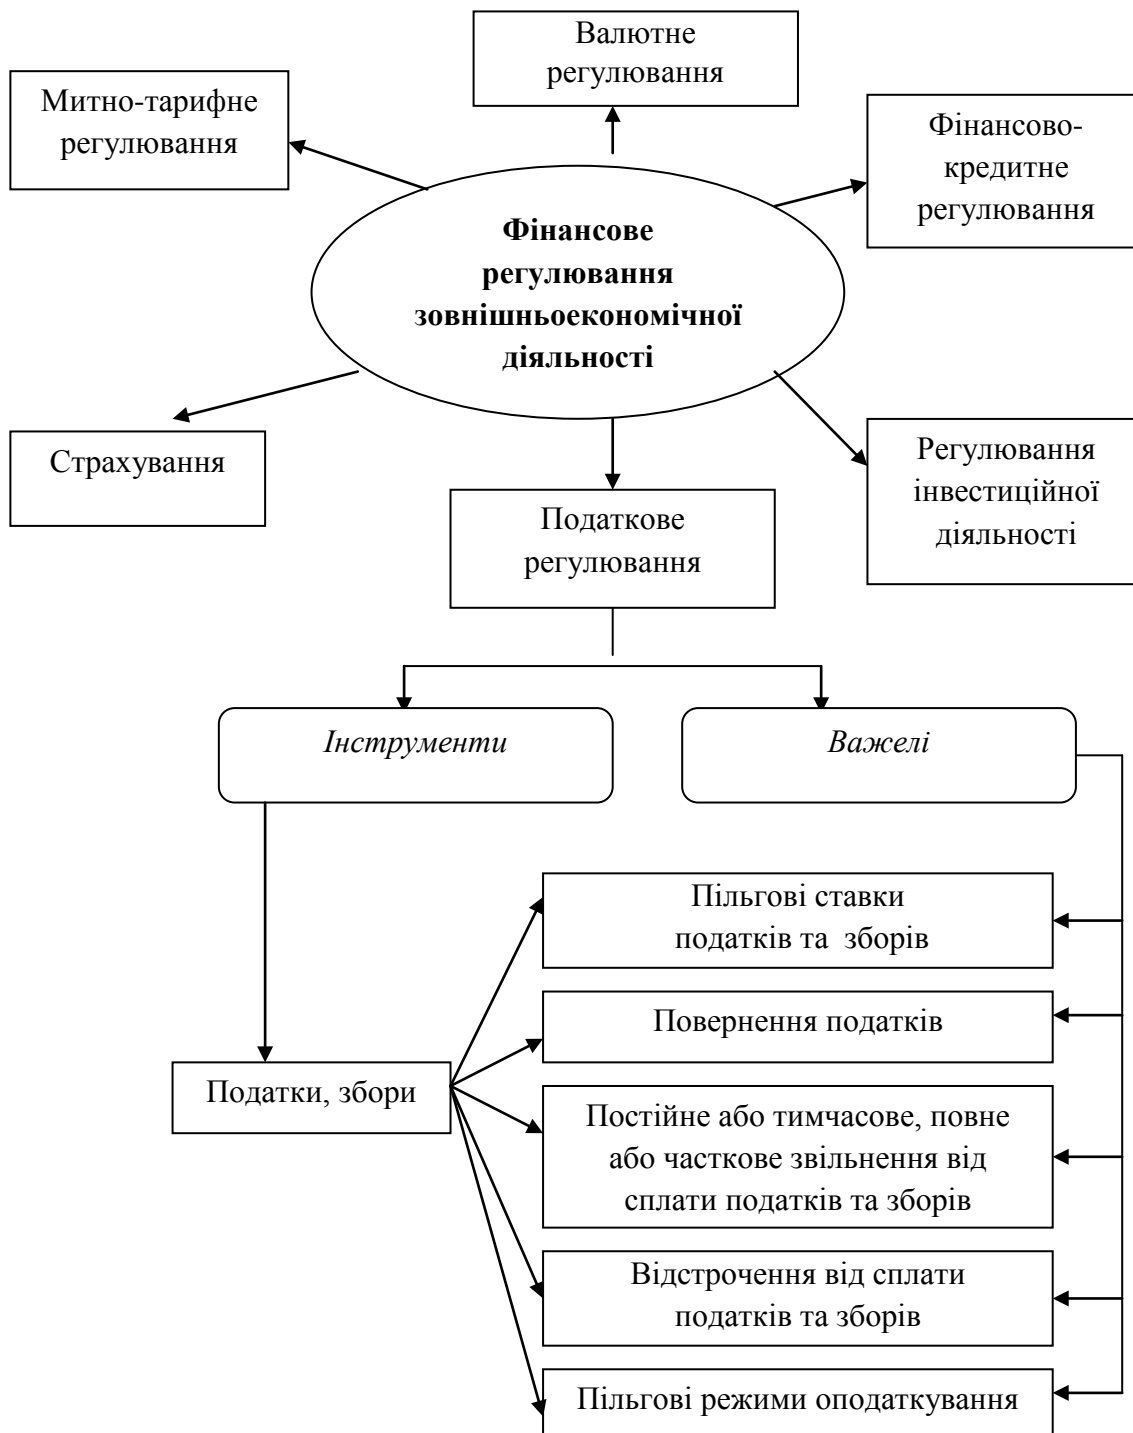 Валютне
регулювання
Митно-тарифне
регулювання
Фінансово-
кредитне
регулювання
Фінансове
регулювання
зовнішньоекономічної
діяльності
Страхування
Регулювання
інвестиційної
діяльності
Податкове
регулювання
Інструменти
Важелі
Пільгові ставки
податків та зборів
Повернення податків
Податки, збори
Постійне або тимчасове, повне
або часткове звільнення від
сплати податків та зборів
Відстрочення від сплати
податків та зборів
Пільгові режими оподаткування